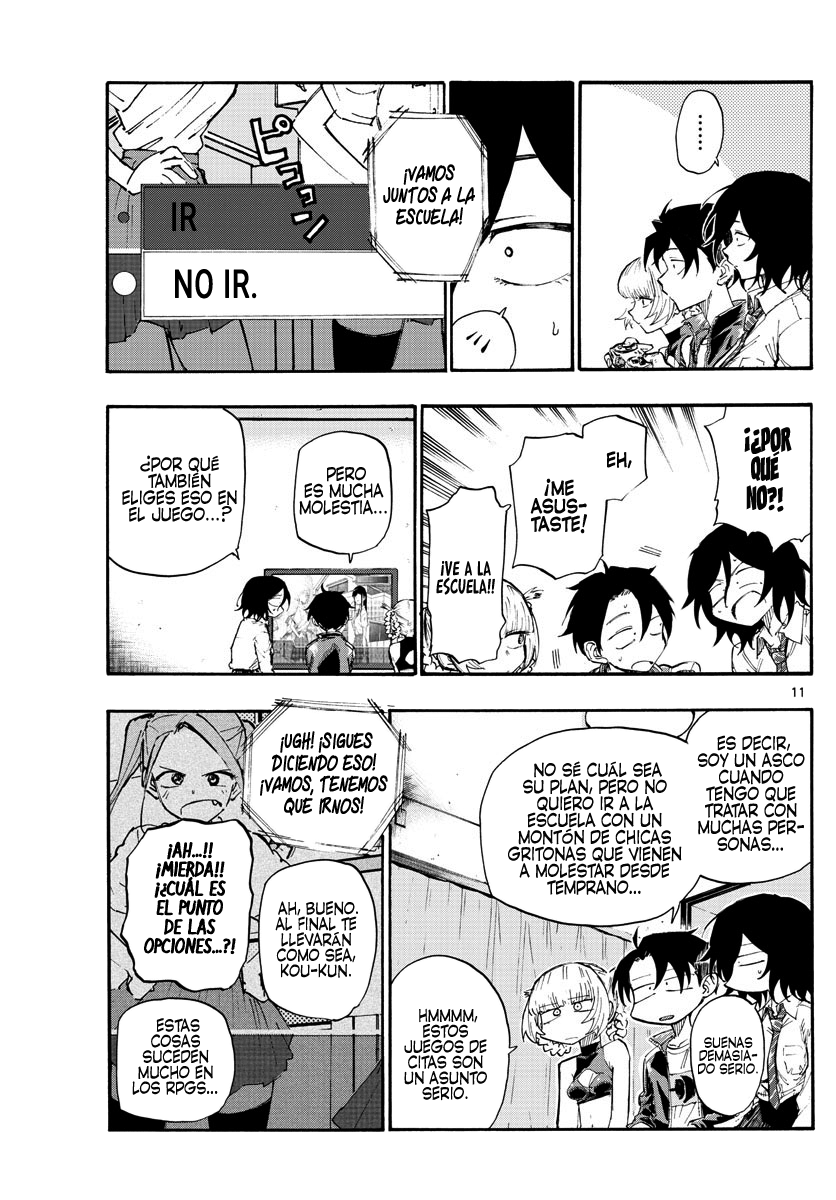 ......
¡VAMOS
JUNTOS A LA
ESCUELA!
ピコココン
IR
NO IR.
¡¿POR
QUÉ
NO?!
EH,
¡ME
ASUS-
TASTE!
¡VE A LA
ESCUELA!!
PERO
ES MUCHA
MOLESTIA...
¿POR QUÉ
TAMBIÉN
ELIGES ESO EN
EL JUEGO...?
11
ES DECIR,
SOY UN ASCO
CUANDO
TENGO QUE
TRATAR CON
MUCHAS PER-
SONAS...
NO SÉ CUÁL SEA
SU PLAN, PERO NO
QUIERO IR A LA
ESCUELA CON UN
MONTÓN DE CHICAS
GRITONAS QUE VIENEN
A MOLESTAR DESDE
TEMPRANO...
SUENAS
DEMASIA-
DO SERIO.
HMMMM,
ESTOS
JUEGOS DE
CITAS SON
UN ASUNTO
SERIO.
¡UGH! ¡SIGUES
DICIENDO ESO!
¡VAMOS, TENEMOS
QUE IRNOS!
AH, BUENO.
AL FINAL TE
LLEVARÁN
COMO SEA,
KOU-KUN.
¡AH...!!
¡MIERDA!!
¡¿CUÁL ES
EL PUNTO
DE LAS
OPCIONES...?!
ESTAS
COSAS
SUCEDEN
MUCHO EN
LOS RPGS...